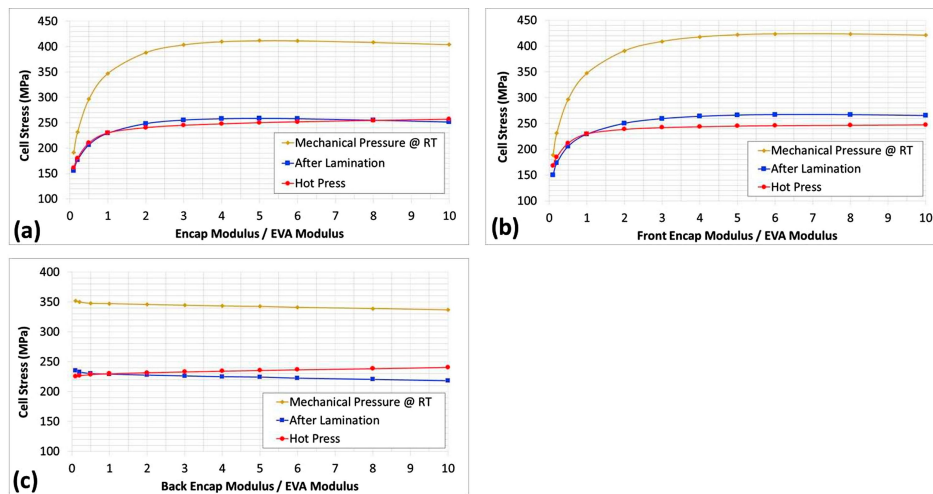 450
400
350
300
250
200
150
100
Cell Stress (MPa)
Mechanical Pressure @ RT
After Lamination
Hot Press
0 1 2 3 4 5 6 7 8 9 10
Encap Modulus / EVA Modulus
(a)
450
400
350
300
250
200
150
100
Cell Stress (MPa)
Mechanical Pressure @ RT
After Lamination
Hot Press
0 1 2 3 4 5 6 7 8 9 10
Front Encap Modulus / EVA Modulus
(b)
400
350
300
250
200
150
100
Cell Stress (MPa)
Mechanical Pressure @ RT
After Lamination
Hot Press
0 1 2 3 4 5 6 7 8 9 10
Back Encap Modulus / EVA Modulus
(c)